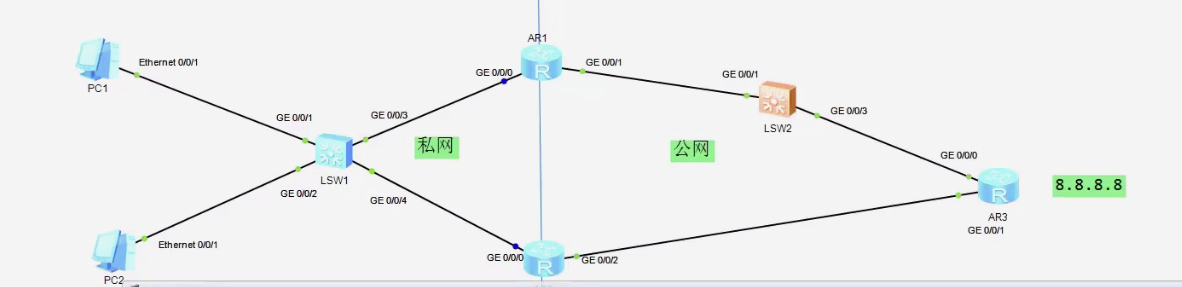 AR1
Ethernet 0/0/1
PC1
GE 0/0/0
GE 0/0/1
GE 0/0/1
LSW2
GE 0/0/3
GE 0/0/1
GE 0/0/3
私网
公网
LSW1
GE 0/0/0
8.8.8.8
GE 0/0/2
GE 0/0/4
AR3
GE 0/0/1
Ethernet 0/0/1
PC2
GE 0/0/0
GE 0/0/2
R
R
R